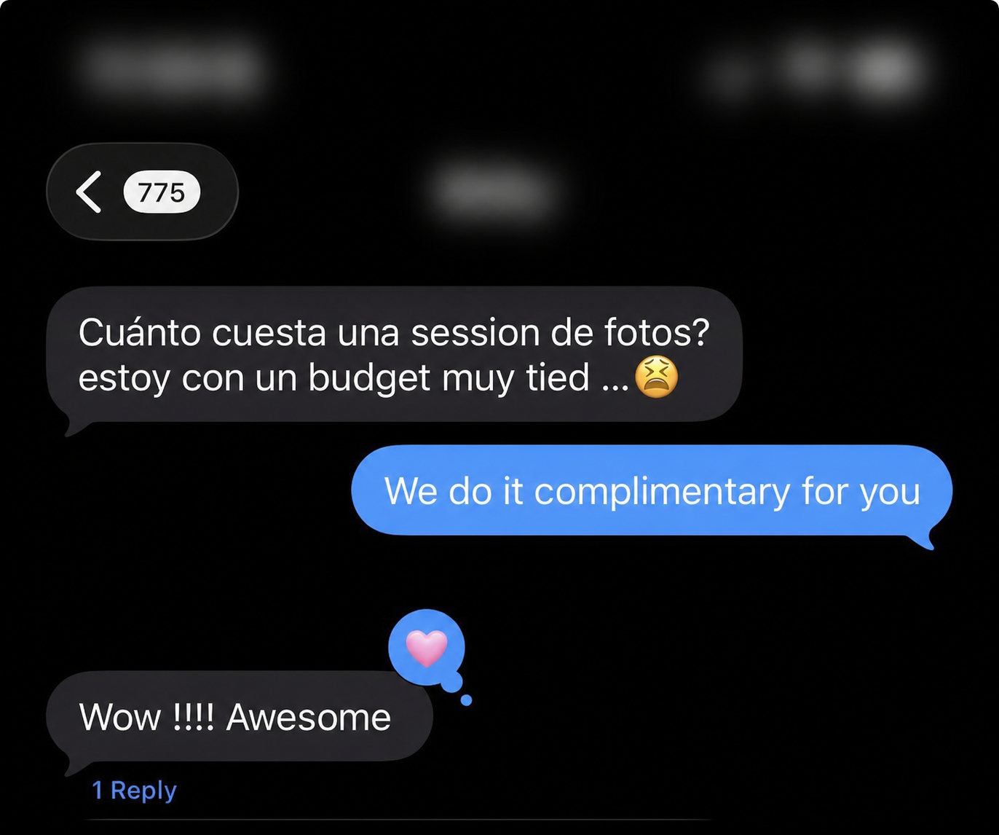 775
Cuánto cuesta una session de fotos?
estoy con un budget muy tied ...😫
We do it complimentary for you
Wow !!!! Awesome
1 Reply